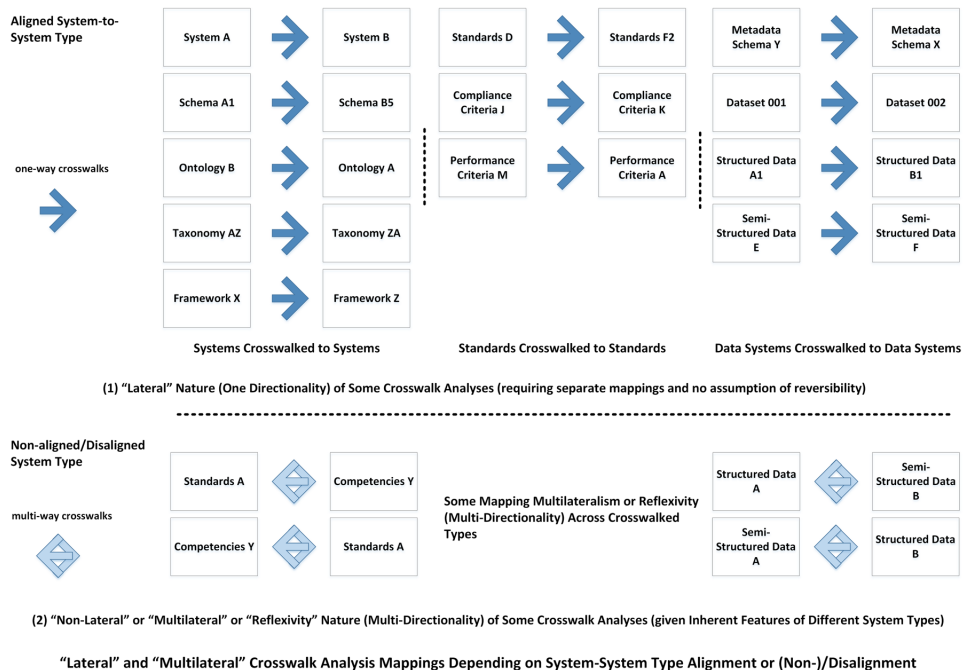 Aligned System-to-
System Type
System A
System B
Standards D
Standards F2
Metadata
Schema Y
Metadata
Schema X
Schema A1
Schema B5
Compliance
Criteria J
Compliance
Criteria K
Dataset 001
Dataset 002
one-way crosswalks
Ontology B
Ontology A
Performance
Criteria M
Performance
Criteria A
Structured Data
A1
Structured Data
B1
Taxonomy AZ
Taxonomy ZA
Semi-
Structured Data
E
Semi-
Structured Data
F
Framework X
Framework Z
Systems Crosswalked to Systems
Standards Crosswalked to Standards
Data Systems Crosswalked to Data Systems
(1) “Lateral” Nature (One Directionality) of Some Crosswalk Analyses (requiring separate mappings and no assumption of reversibility)
Non-aligned/Disaligned
System Type
Standards A
Competencies Y
Structured Data
A
Semi-
Structured Data
B
Some Mapping Multilateralism or Reflexivity
(Multi-Directionality) Across Crosswalked
Types
multi-way crosswalks
Competencies Y
Standards A
Semi-
Structured Data
A
Structured Data
B
(2) “Non-Lateral” or “Multilateral” or “Reflexivity” Nature (Multi-Directionality) of Some Crosswalk Analyses (given Inherent Features of Different System Types)
“Lateral” and “Multilateral” Crosswalk Analysis Mappings Depending on System-System Type Alignment or (Non-)/Disalignment